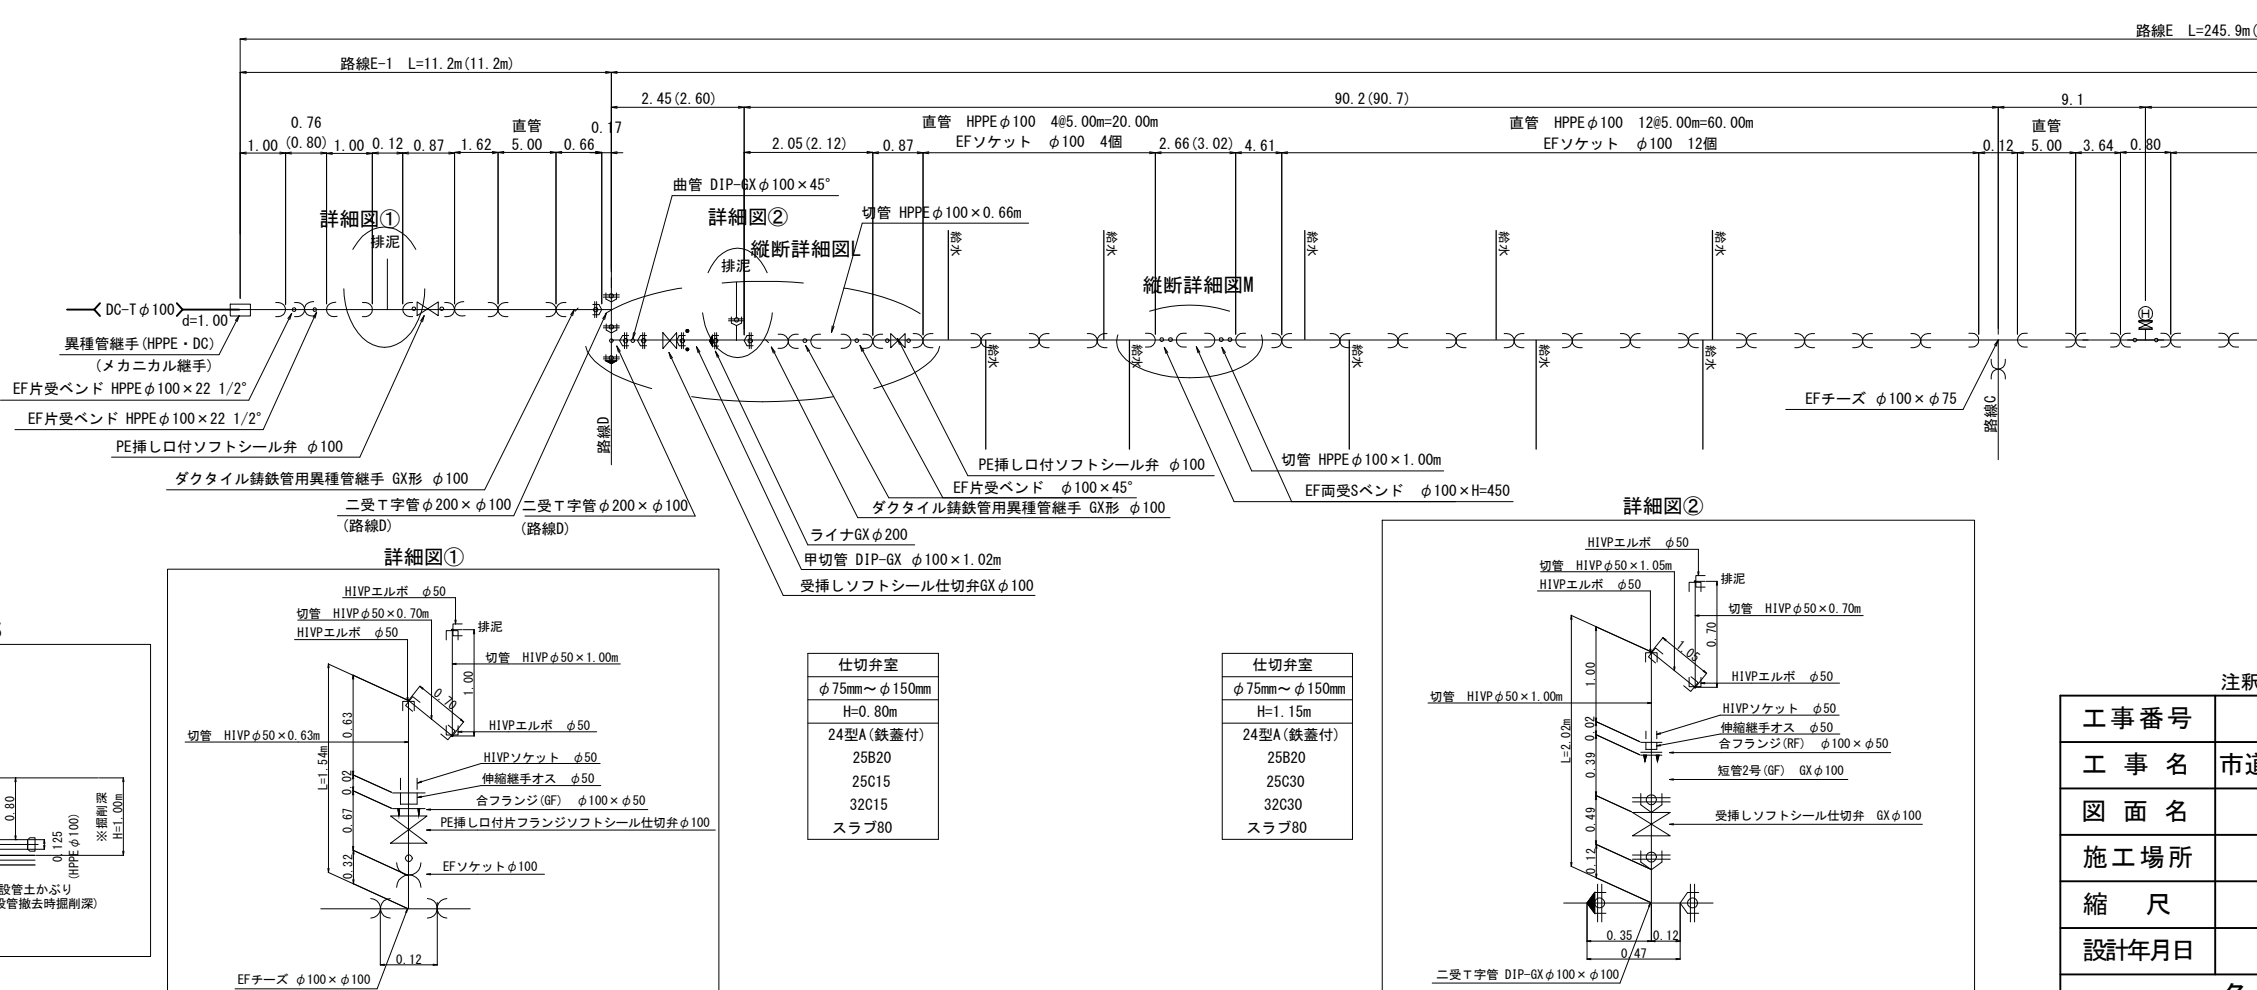 路線E L=245.9m(
路線E-1 L=11.2m(11.2m)
2.45(2.60)
90.2(90.7)
9.1
0.76
(0.80)
直管
0.17
直管 HPPEφ100 4@5.00m=20.00m
直管 HPPEφ100 12@5.00m=60.00m
直管
1.00
1.00
0.12
0.87
1.62
5.00
0.66
2.05(2.12)
0.87
EFソケット φ100 4個
2.66(3.02)
4.61
EFソケット φ100 12個
0.12
5.00
3.64
0.80
曲管 DIP-GXφ100×45°
詳細図①
詳細図②
切管 HPPEφ100×0.66m
排泥
縦断詳細図L
排泥
給水
給水
給水
給水
給水
縦断詳細図M
DC-Tφ100
d=1.00
H
異種管継手(HPPE・DC)
(メカニカル継手)
給水
給水
給水
給水
給水
EF片受ベンド HPPEφ100×22 1/2°
EF片受ベンド HPPEφ100×22 1/2°
PE挿し口付ソフトシール弁 φ100
路線D
EFチーズ φ100×φ75
路線C
ダクタイル鋳鉄管用異種管継手 GX形 φ100
二受T字管φ200×φ100
(路線D)
二受T字管φ200×φ100
(路線D)
PE挿し口付ソフトシール弁 φ100
切管 HPPEφ100×1.00m
EF片受ベンド φ100×45°
EF両受Sベンド φ100×H=450
ダクタイル鋳鉄管用異種管継手 GX形 φ100
ライナGXφ200
甲切管 DIP-GX φ100×1.02m
受挿しソフトシール仕切弁GXφ100
詳細図①
HIVPエルボ φ50
切管 HIVPφ50×0.70m
HIVPエルボ φ50
排泥
切管 HIVPφ50×1.00m
1.00
0.70
HIVPエルボ φ50
切管 HIVPφ50×0.63m
L=1.54m
0.63
0.02
0.67
0.32
HIVPソケット φ50
伸縮継手オス φ50
合フランジ(GF) φ100×φ50
PE挿し口付片フランジソフトシール仕切弁φ100
EFソケットφ100
0.12
EFチーズ φ100×φ100
0.80
0.125
(HPPEφ100)
※掘削深
H=1.00m
設管土かぶり
設管撤去時掘削深)
仕切弁室
φ75mm～φ150mm
H=0.80m
24型A(鉄蓋付)
25B20
25C15
32C15
スラブ80
仕切弁室
φ75mm～φ150mm
H=1.15m
24型A(鉄蓋付)
25B20
25C30
32C30
スラブ80
詳細図②
HIVPエルボ φ50
切管 HIVPφ50×1.05m
HIVPエルボ φ50
排泥
切管 HIVPφ50×0.70m
0.70
1.05
HIVPエルボ φ50
切管 HIVPφ50×1.00m
L=2.02m
1.00
0.02
0.39
0.49
0.12
HIVPソケット φ50
伸縮継手オス φ50
合フランジ(RF) φ100×φ50
短管2号(GF) GXφ100
受挿しソフトシール仕切弁 GXφ100
0.35
0.12
0.47
二受T字管 DIP-GXφ100×φ100
注釈
工事番号
工事名 市道
図面名
施工場所
縮尺
設計年月日